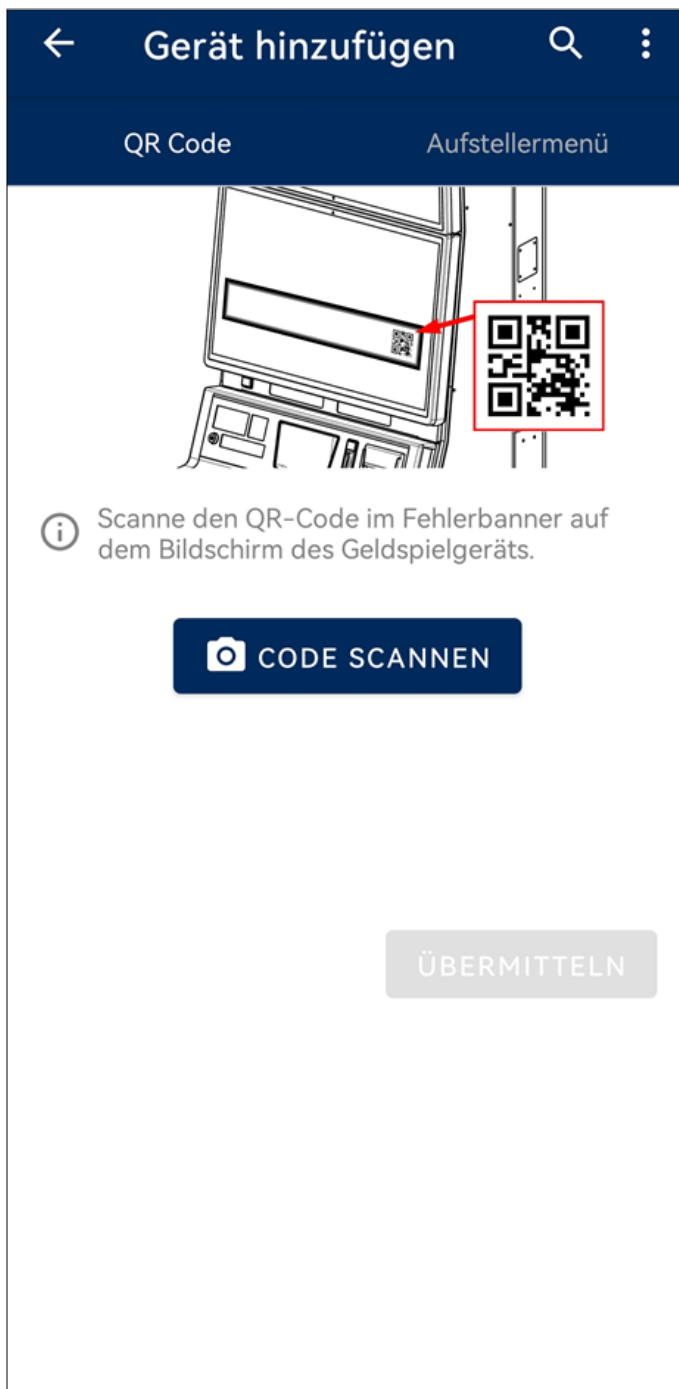 Gerät hinzufügen
QR Code
Aufstellermenü
Scanne den QR-Code im Fehlerbanner auf
dem Bildschirm des Geldspielgeräts.
CODE SCANNEN
ÜBERMITTELN